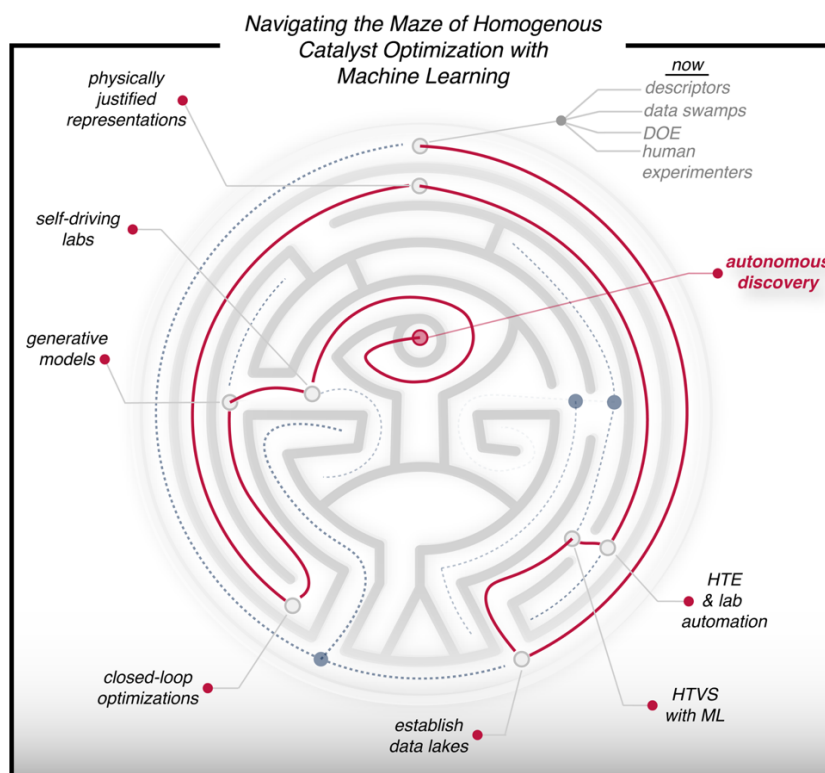 Navigating the Maze of Homogenous
Catalyst Optimization with
Machine Learning
now
descriptors
data swamps
DOE
human
experimenters
physically
justified
representations
self-driving
labs
autonomous
discovery
generative
models
HTE
& lab
automation
closed-loop
optimizations
HTVS
with ML
establish
data lakes